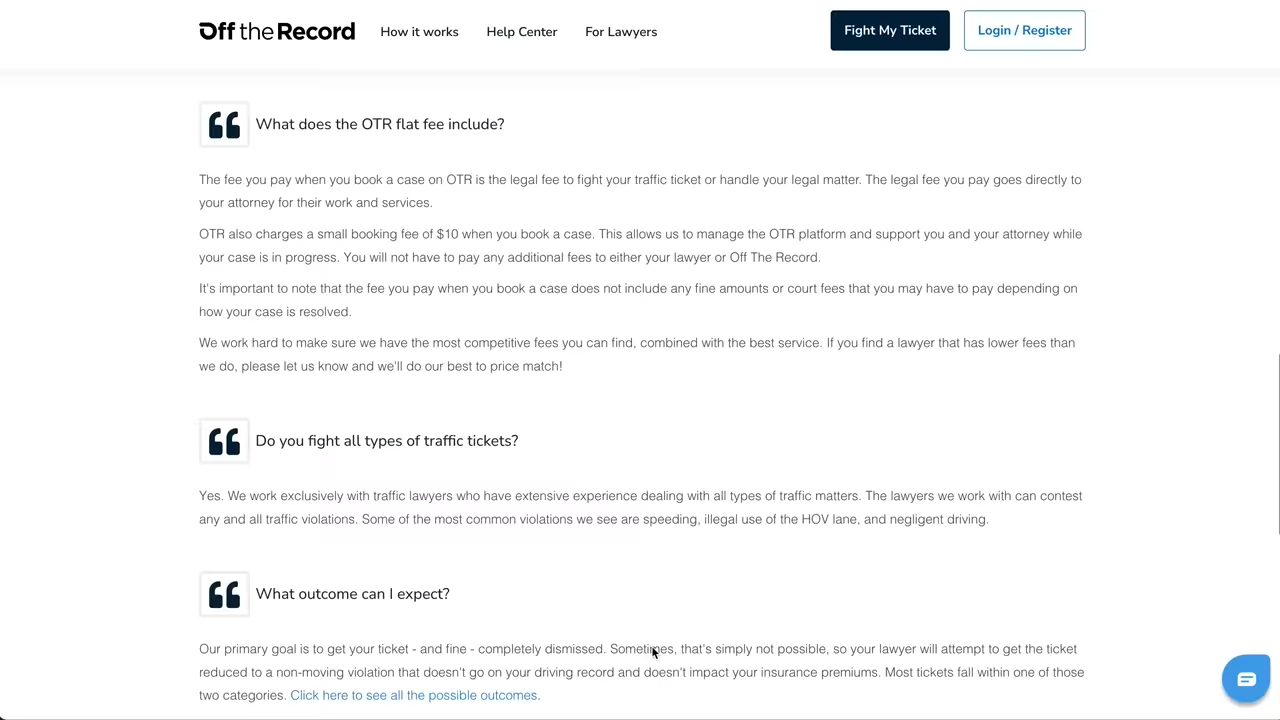 Off the Record How it works Help Center For Lawyers Fight My Ticket Login / Register
What does the OTR flat fee include?
The fee you pay when you book a case on OTR is the legal fee to fight your traffic ticket or handle your legal matter. The legal fee you pay goes directly to
your attorney for their work and services.
OTR also charges a small booking fee of $10 when you book a case. This allows us to manage the OTR platform and support you and your attorney while
your case is in progress. You will not have to pay any additional fees to either your lawyer or Off The Record.
It's important to note that the fee you pay when you book a case does not include any fine amounts or court fees that you may have to pay depending on
how your case is resolved.
We work hard to make sure we have the most competitive fees you can find, combined with the best service. If you find a lawyer that has lower fees than
we do, please let us know and we'll do our best to price match!
Do you fight all types of traffic tickets?
Yes. We work exclusively with traffic lawyers who have extensive experience dealing with all types of traffic matters. The lawyers we work with can contest
any and all traffic violations. Some of the most common violations we see are speeding, illegal use of the HOV lane, and negligent driving.
What outcome can I expect?
Our primary goal is to get your ticket - and fine - completely dismissed. Sometimes, that's simply not possible, so your lawyer will attempt to get the ticket
reduced to a non-moving violation that doesn't go on your driving record and doesn't impact your insurance premiums. Most tickets fall within one of those
two categories. Click here to see all the possible outcomes.